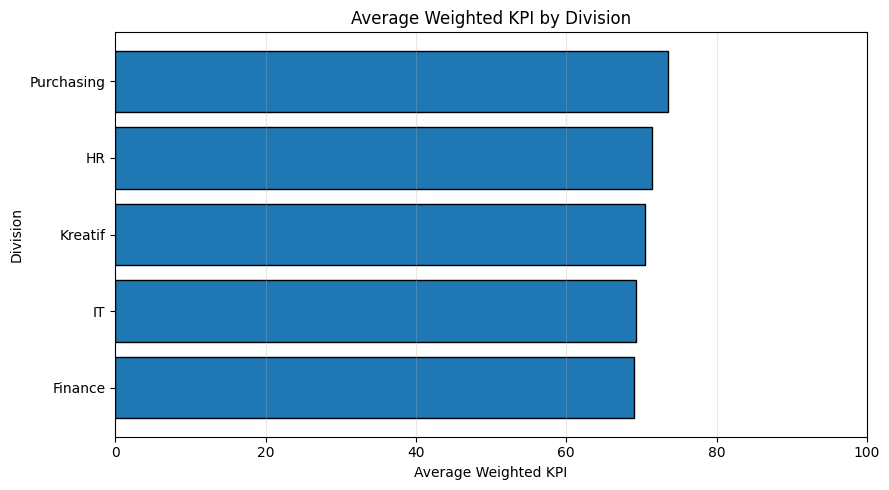 Average Weighted KPI by Division
Division
Purchasing
HR
Kreatif
IT
Finance
0 20 40 60 80 100
Average Weighted KPI